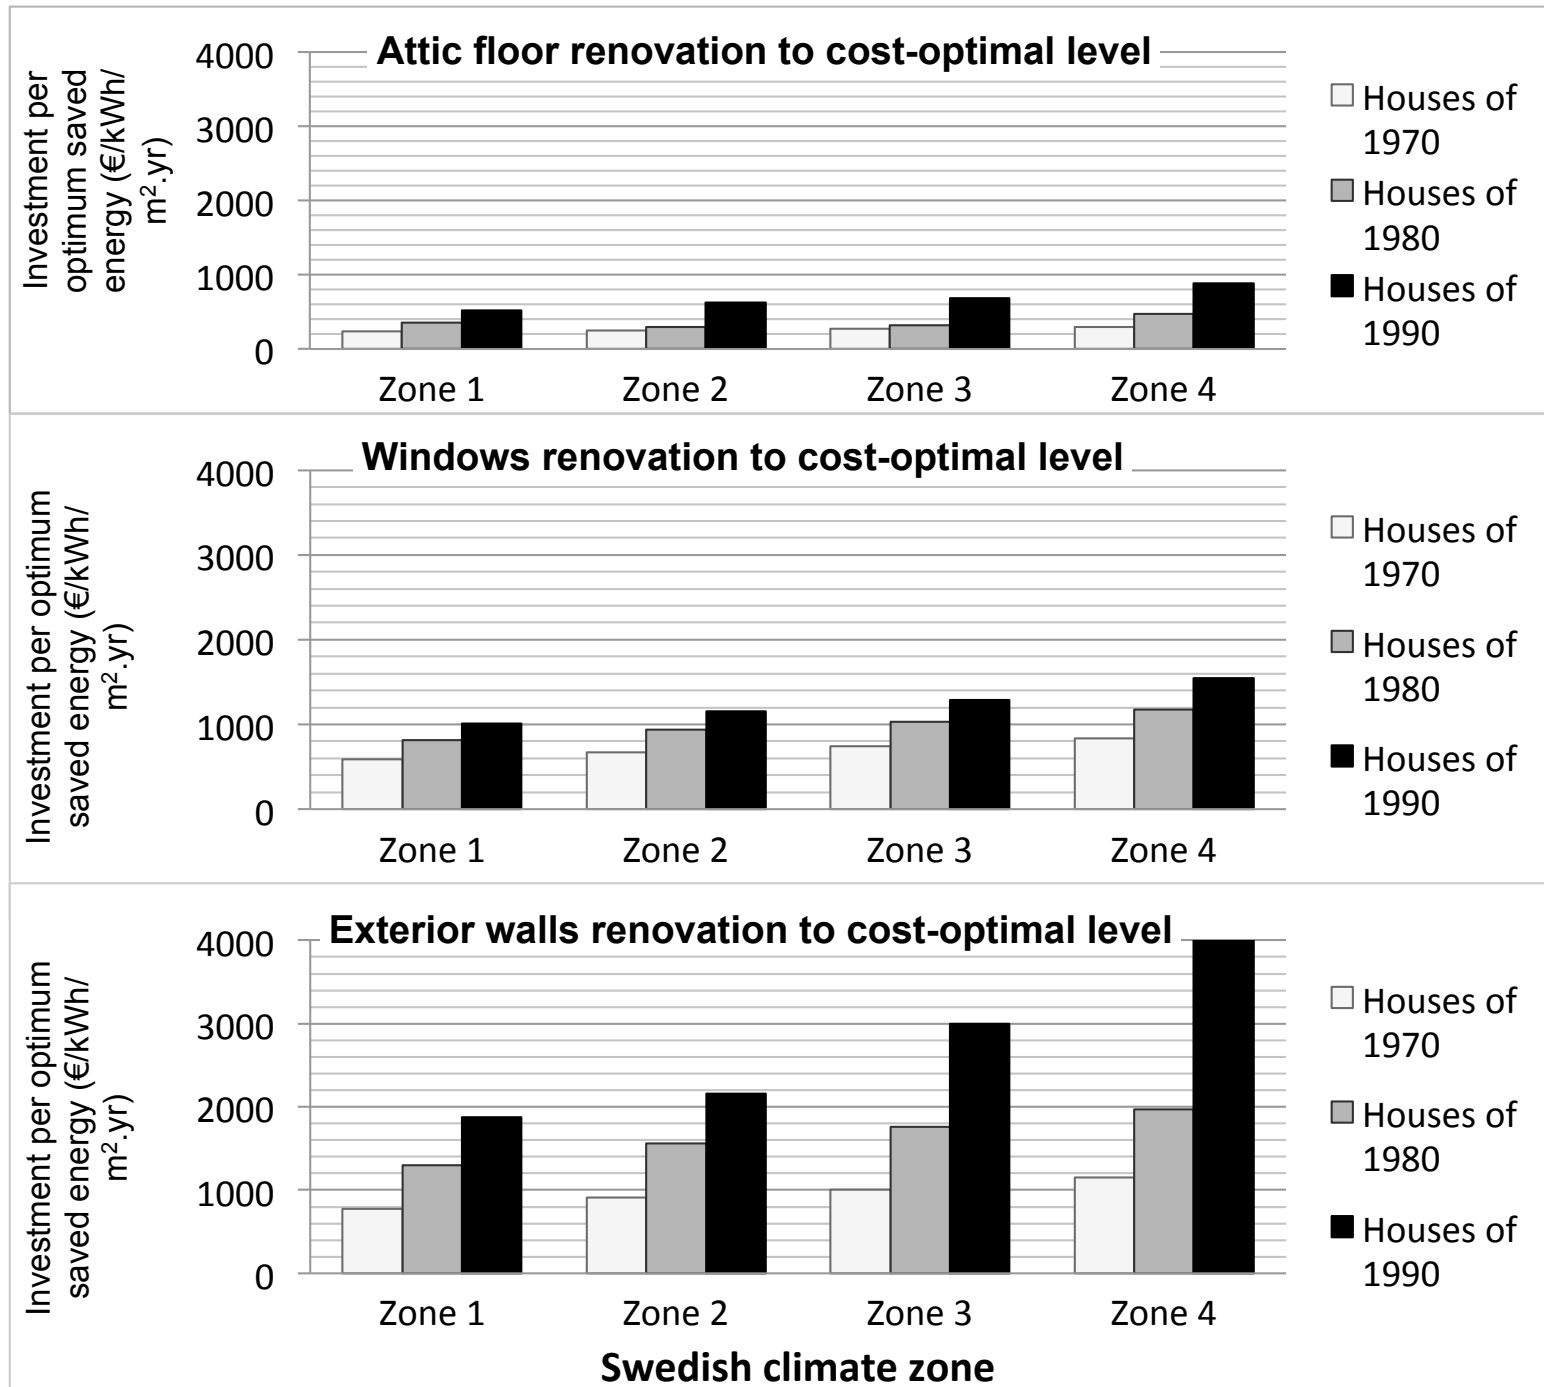 Attic floor renovation to cost-optimal level
Investment per
optimum saved
energy (€/kWh/
m².yr)
4000
3000
2000
1000
0
Zone 1
Zone 2
Zone 3
Zone 4
Houses of
1970
Houses of
1980
Houses of
1990
Windows renovation to cost-optimal level
Investment per optimum
saved energy (€/kWh/
m².yr)
4000
3000
2000
1000
0
Zone 1
Zone 2
Zone 3
Zone 4
Houses of
1970
Houses of
1980
Houses of
1990
Exterior walls renovation to cost-optimal level
Investment per optimum
saved energy (€/kWh/
m².yr)
4000
3000
2000
1000
0
Zone 1
Zone 2
Zone 3
Zone 4
Houses of
1970
Houses of
1980
Houses of
1990
Swedish climate zone